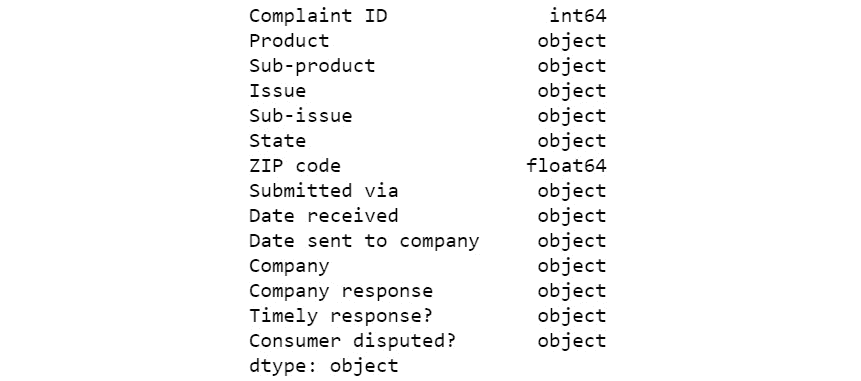 Complaint ID int64
Product object
Sub-product object
Issue object
Sub-issue object
State object
ZIP code float64
Submitted via object
Date received object
Date sent to company object
Company object
Company response object
Timely response? object
Consumer disputed? object
dtype: object